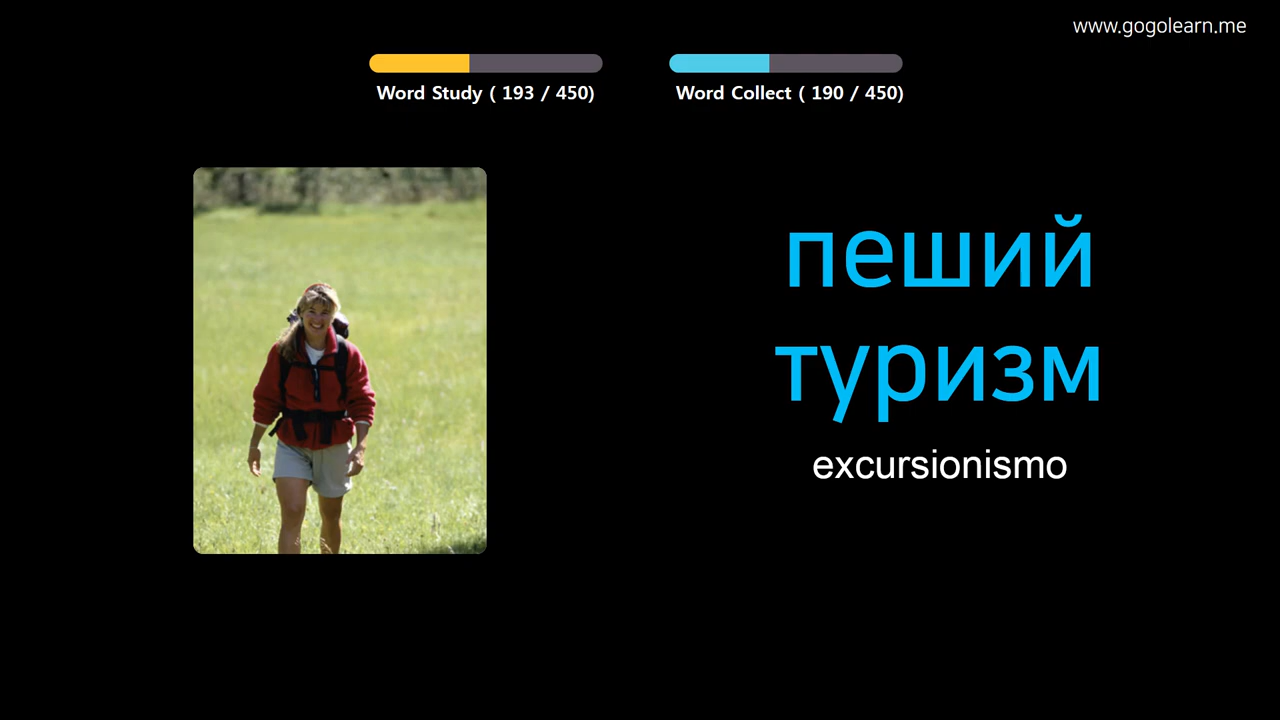 www.gogolearn.me
Word Study ( 193 / 450)
Word Collect ( 190 / 450)
пеший
туризм
excursionismo